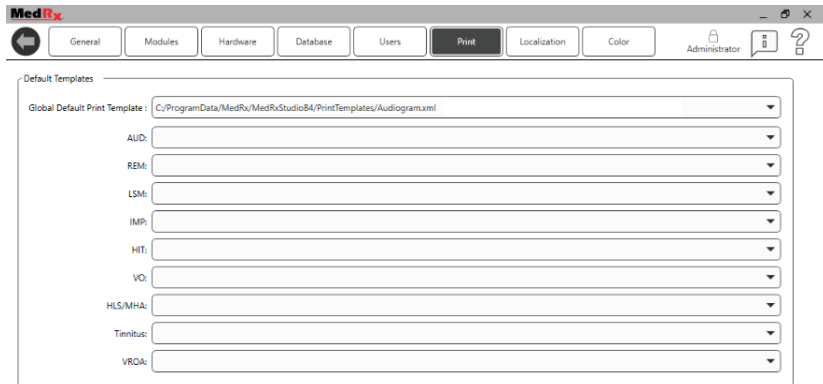 MedRx
General Modules Hardware Database Users Print Localization Color Administrator
Default Templates
Global Default Print Template : C:/ProgramData/MedRx/MedRxStudioB4/PrintTemplates/Audiogram.xml
AUD:
REM:
LSM:
IMP:
HIT:
VO:
HLS/MHA:
Tinnitus:
VROA: